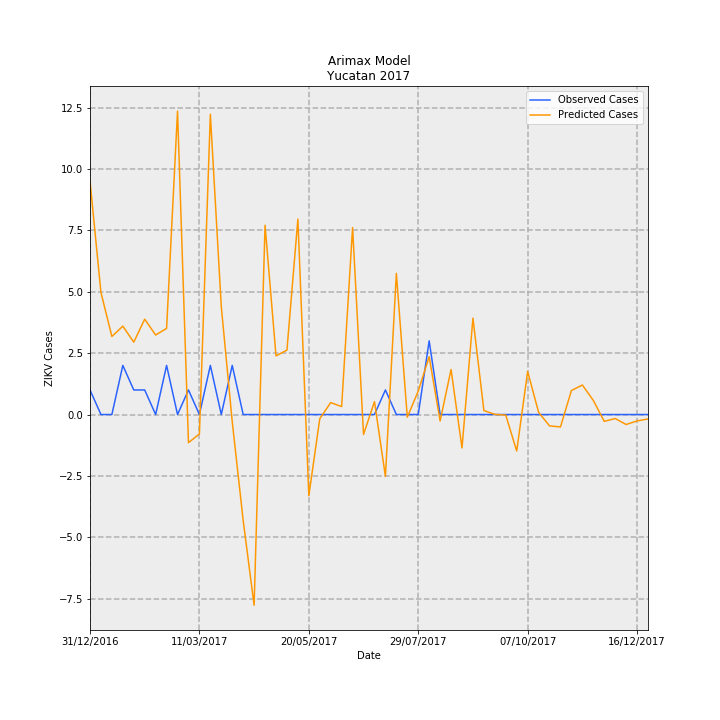 Arimax Model
Yucatan 2017
Observed Cases
Predicted Cases
ZIKV Cases
12.5
10.0
7.5
5.0
2.5
0.0
−2.5
−5.0
−7.5
31/12/2016 11/03/2017 20/05/2017 29/07/2017 07/10/2017 16/12/2017
Date